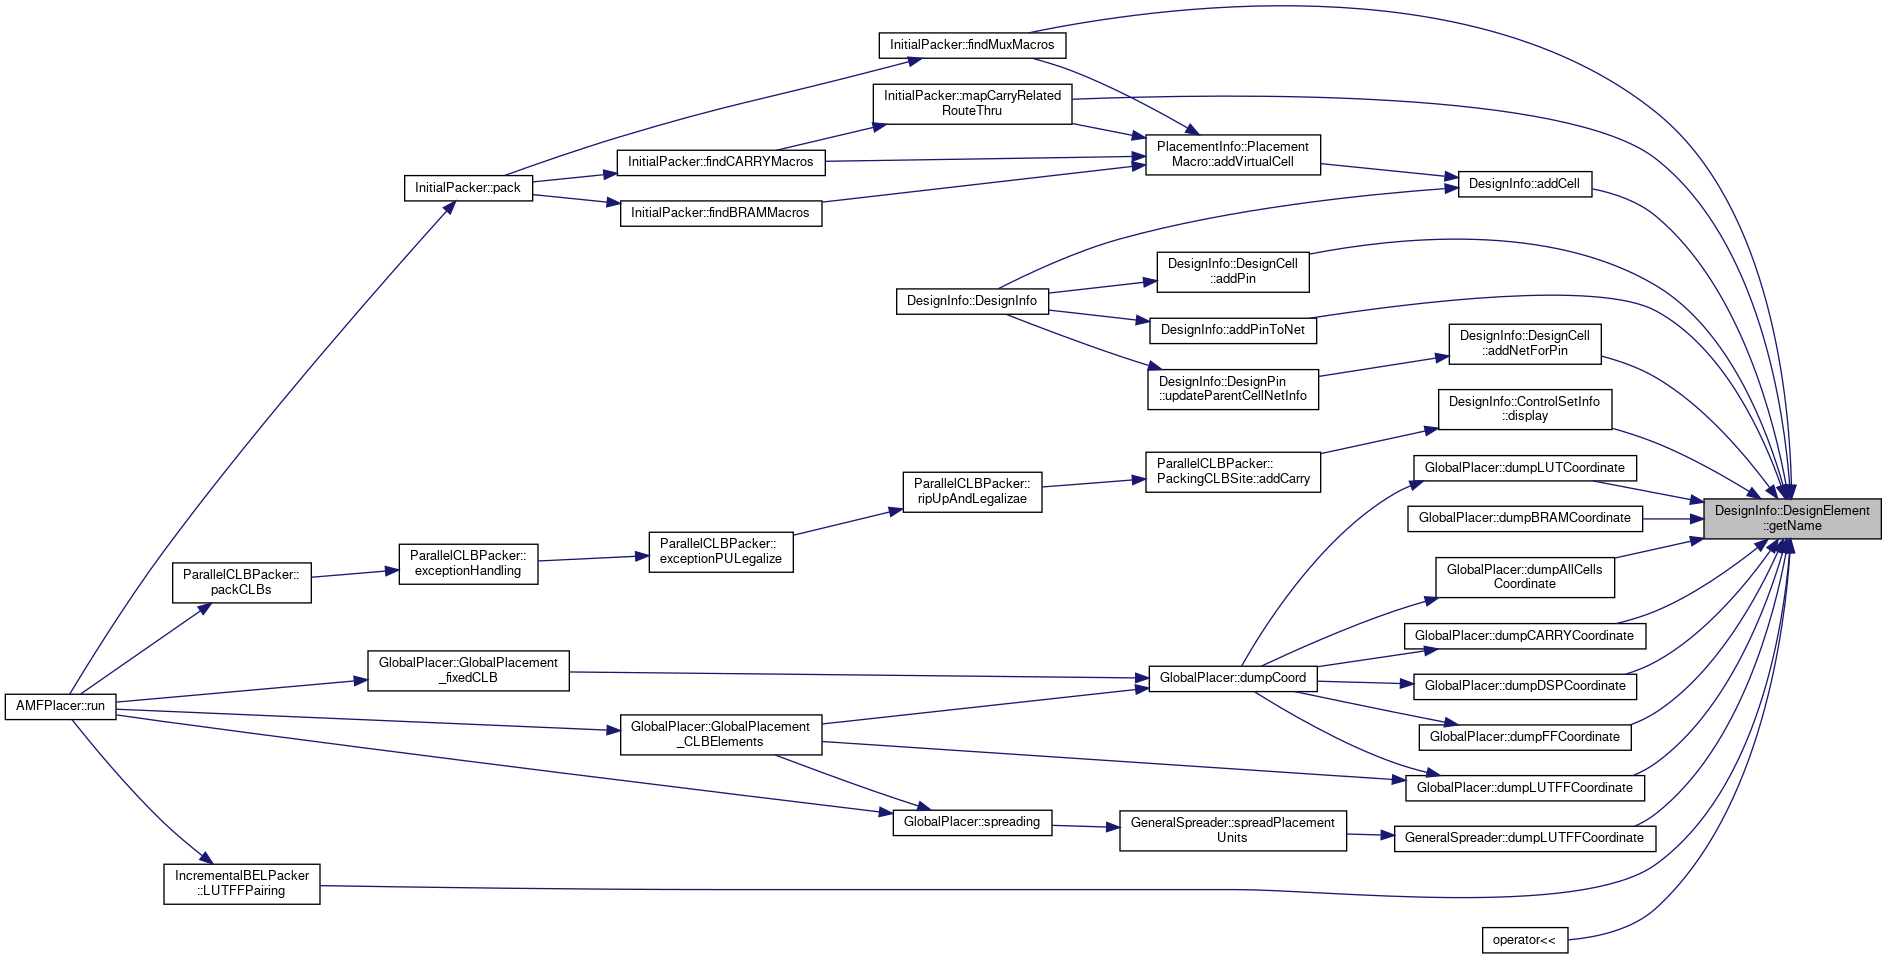 InitialPacker::findMuxMacros
InitialPacker::mapCarryRelated
RouteThru
PlacementInfo::Placement
Macro::addVirtualCell
InitialPacker::findCARRYMacros
DesignInfo::addCell
InitialPacker::pack
InitialPacker::findBRAMMacros
DesignInfo::DesignCell
::addPin
DesignInfo::DesignInfo
DesignInfo::addPinToNet
DesignInfo::DesignCell
::addNetForPin
DesignInfo::DesignPin
::updateParentCellNetInfo
DesignInfo::ControlSetInfo
::display
ParallelCLBPacker::
PackingCLBSite::addCarry
GlobalPlacer::dumpLUTCoordinate
ParallelCLBPacker::
ripUpAndLegalizae
GlobalPlacer::dumpBRAMCoordinate
DesignInfo::DesignElement
::getName
ParallelCLBPacker::
exceptionPULegalize
ParallelCLBPacker::
exceptionHandling
ParallelCLBPacker::
packCLBs
GlobalPlacer::dumpAllCells
Coordinate
GlobalPlacer::dumpCARRYCoordinate
GlobalPlacer::GlobalPlacement
_fixedCLB
GlobalPlacer::dumpCoord
GlobalPlacer::dumpDSPCoordinate
AMFPlacer::run
GlobalPlacer::GlobalPlacement
_CLBElements
GlobalPlacer::dumpFFCoordinate
GlobalPlacer::dumpLUTFFCoordinate
GlobalPlacer::spreading
GeneralSpreader::spreadPlacement
Units
GeneralSpreader::dumpLUTFFCoordinate
IncrementalBELPacker
::LUTFFPairing
operator<<